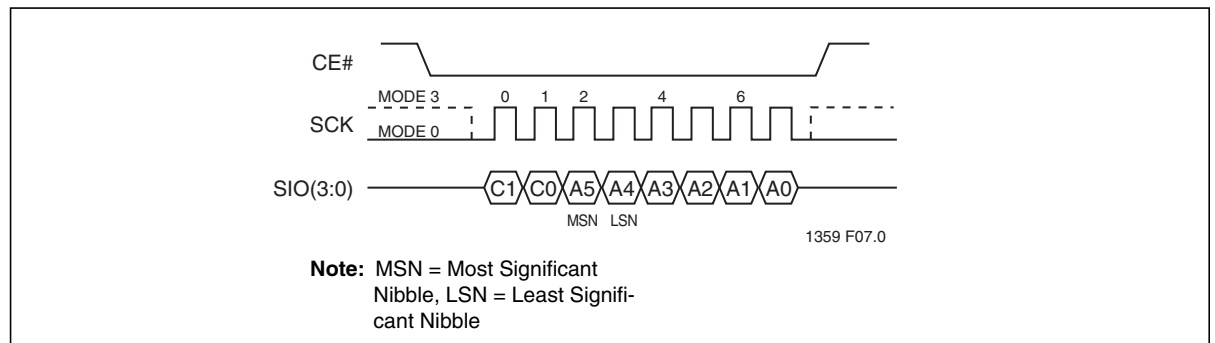 CE#
MODE 3
0 1 2 4 6
SCK
MODE 0
SIO(3:0)
C1 C0 A5 A4 A3 A2 A1 A0
MSN LSN
1359 F07.0
Note: MSN = Most Significant
Nibble, LSN = Least Signifi-
cant Nibble